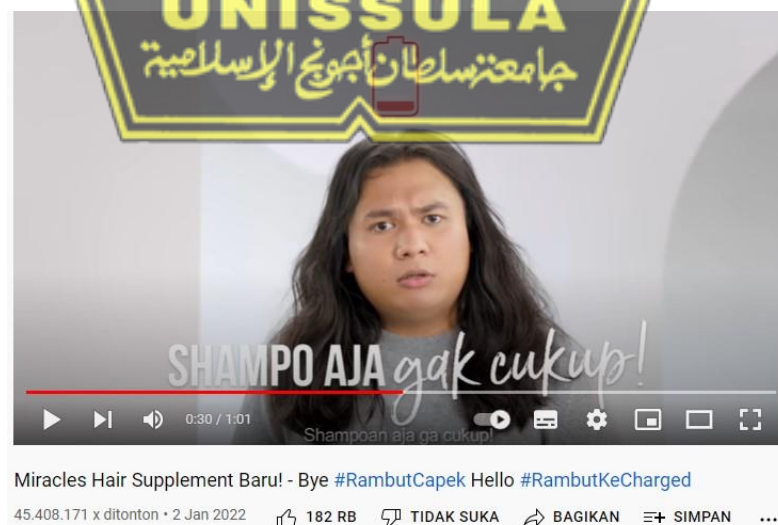 UNISSULA
جامعة سلطان أجونج الإسلامية
SHAMPO AJA gak cukup!
0:30 / 1:01
Shampoan aja ga cukup!
Miracles Hair Supplement Baru! - Bye #RambutCapek Hello #RambutKeCharged
45.408.171 x ditonton • 2 Jan 2022 182 RB TIDAK SUKA BAGIKAN SIMPAN ...